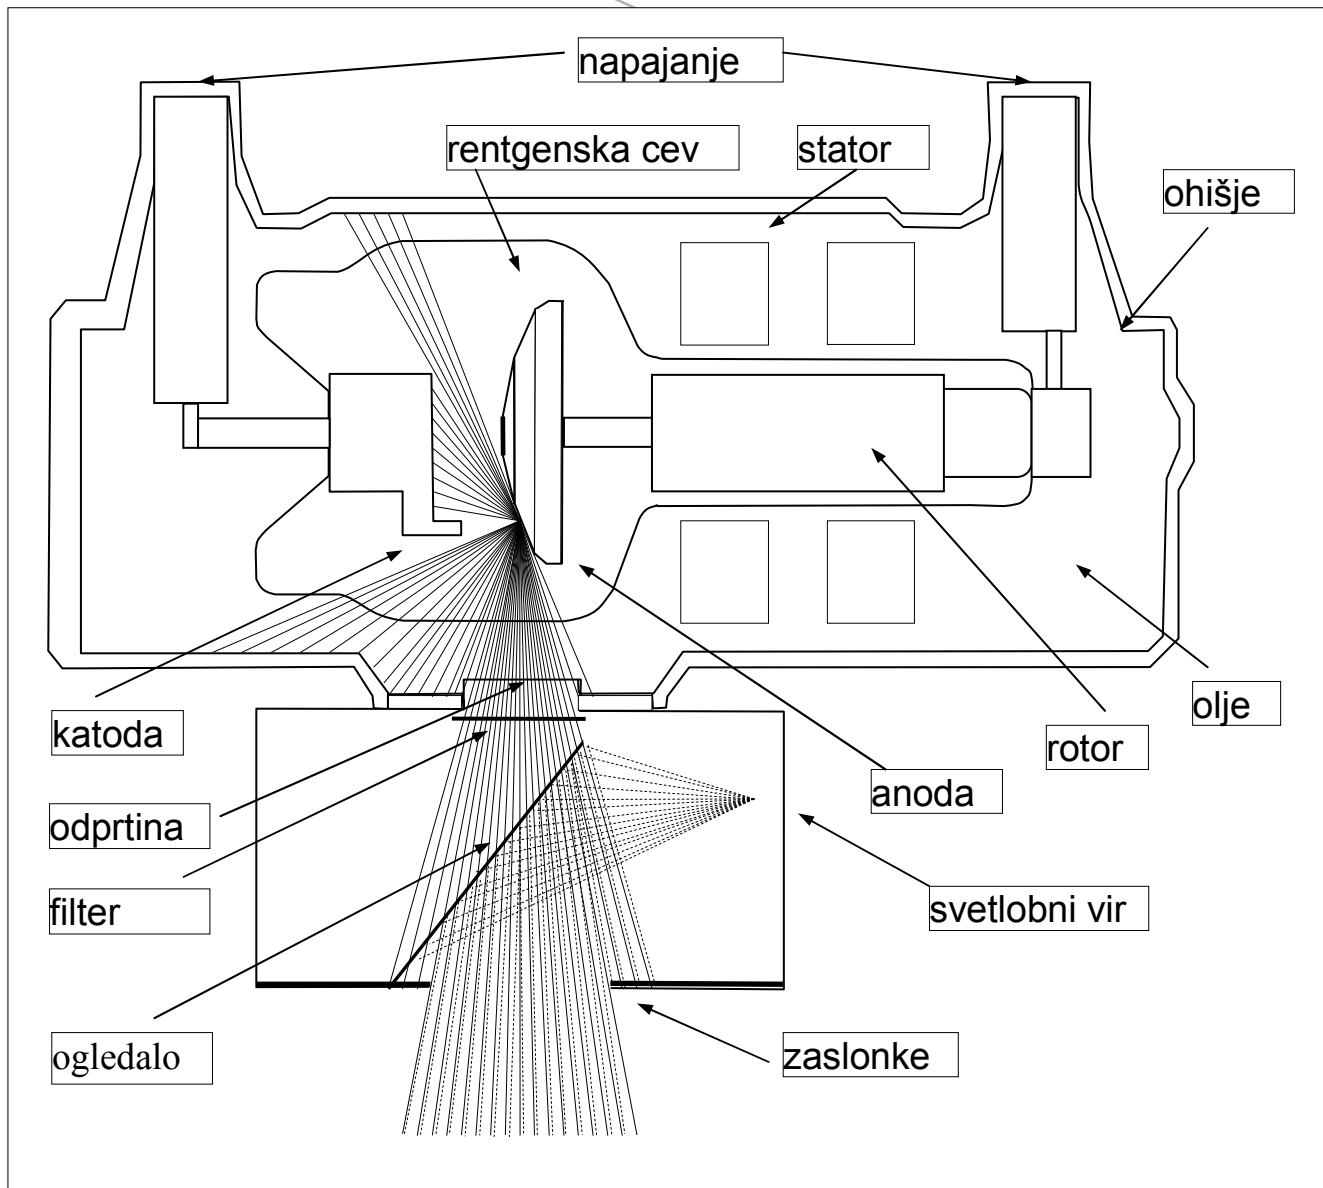 napajanje
rentgenska cev
stator
ohišje
katoda
olje
rotor
anoda
odprtina
filter
svetlobni vir
ogledalo
zaslonke